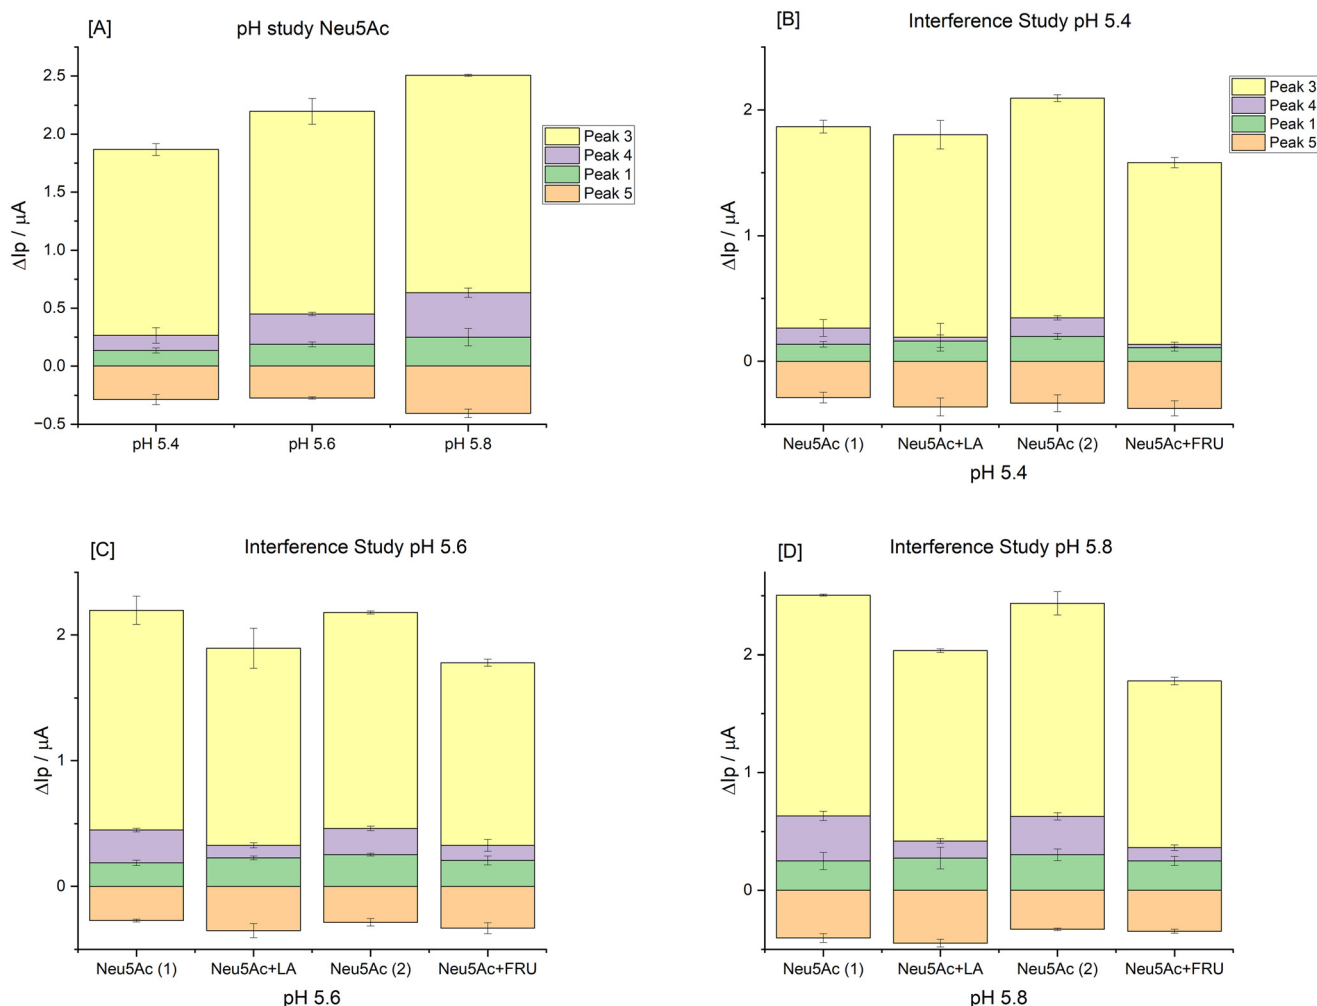 [A]
pH study Neu5Ac
2.5
2.0
1.5
1.0
0.5
0.0
−0.5
ΔIp / µA
Peak 3
Peak 4
Peak 1
Peak 5
pH 5.4
pH 5.6
pH 5.8
[B]
Interference Study pH 5.4
2
1
0
ΔIp / µA
Peak 3
Peak 4
Peak 1
Peak 5
Neu5Ac (1)
Neu5Ac+LA
Neu5Ac (2)
Neu5Ac+FRU
pH 5.4
[C]
Interference Study pH 5.6
2
1
0
ΔIp / µA
Neu5Ac (1)
Neu5Ac+LA
Neu5Ac (2)
Neu5Ac+FRU
pH 5.6
[D]
Interference Study pH 5.8
2
1
0
ΔIp / µA
Neu5Ac (1)
Neu5Ac+LA
Neu5Ac (2)
Neu5Ac+FRU
pH 5.8